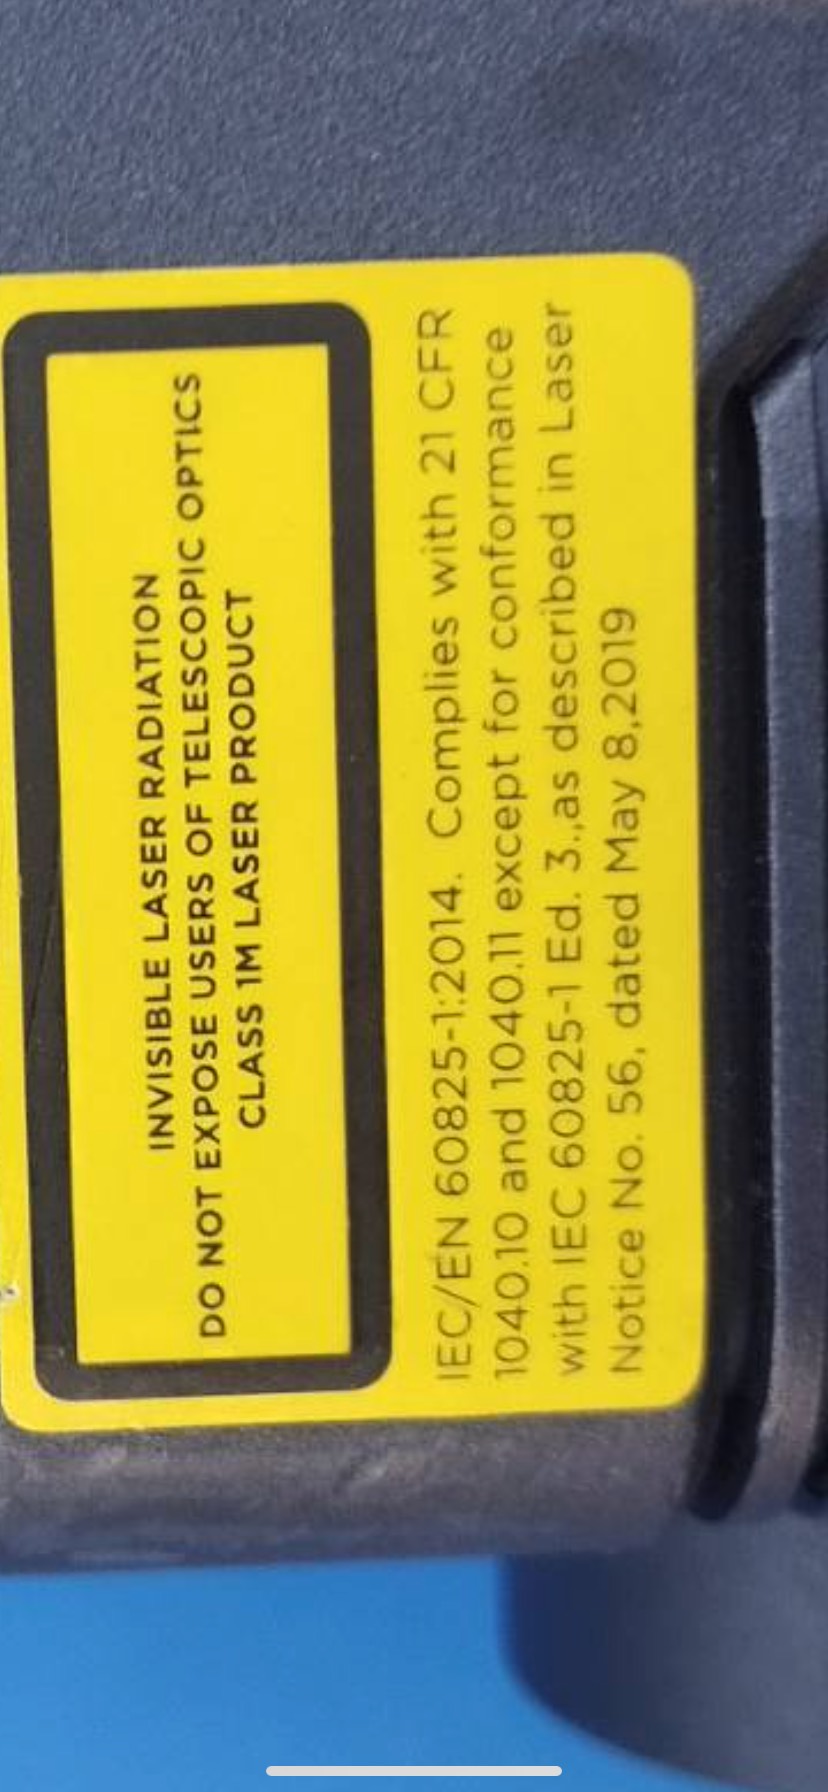 INVISIBLE LASER RADIATION
DO NOT EXPOSE USERS OF TELESCOPIC OPTICS
CLASS 1M LASER PRODUCT
IEC/EN 60825-1:2014. Complies with 21 CFR
1040.10 and 1040.11 except for conformance
with IEC 60825-1 Ed. 3.,as described in Laser
Notice No. 56, dated May 8,2019